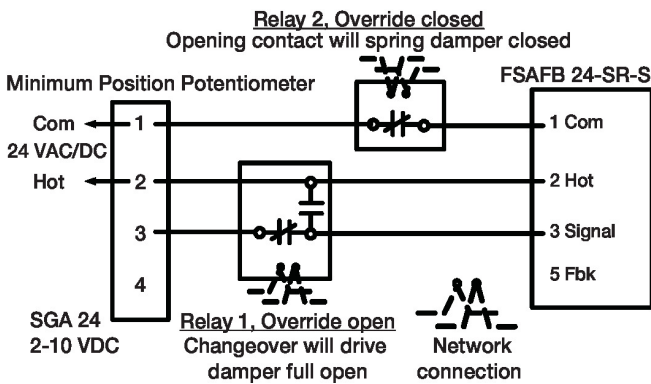 Relay 2, Override closed
Opening contact will spring damper closed
Minimum Position Potentiometer
FSAFB 24-SR-S
Com
1
1 Com
24 VAC/DC
Hot
2
2 Hot
3
3 Signal
4
5 Fbk
SGA 24
2-10 VDC
Relay 1, Override open
Changeover will drive
damper full open
Network
connection